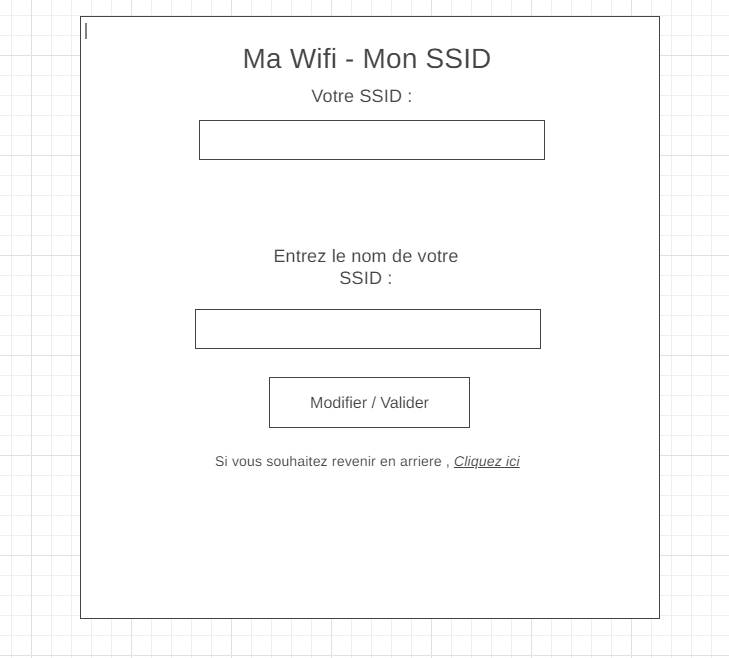 Ma Wifi - Mon SSID
Votre SSID :
Entrez le nom de votre
SSID :
Modifier / Valider
Si vous souhaitez revenir en arriere , Cliquez ici